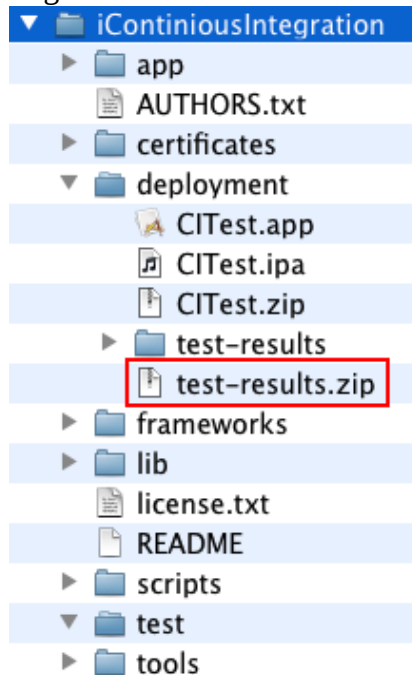 iContiniousIntegration
app
AUTHORS.txt
certificates
deployment
CITest.app
CITest.ipa
CITest.zip
test-results
test-results.zip
frameworks
lib
license.txt
README
scripts
test
tools